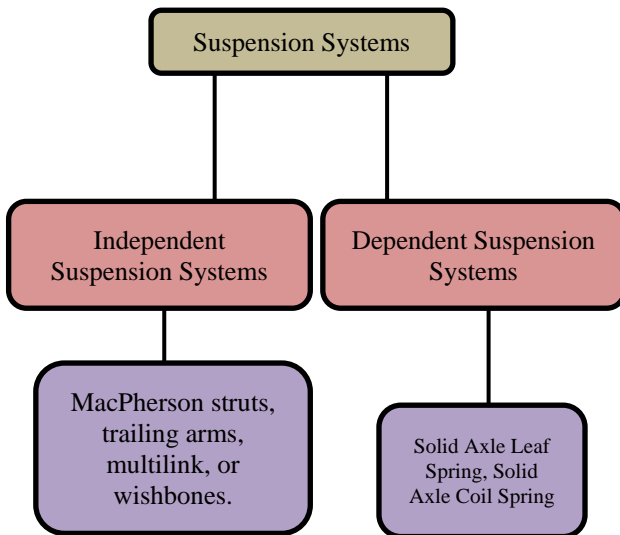 Suspension Systems
Independent
Suspension Systems
Dependent Suspension
Systems
MacPherson struts,
trailing arms,
multilink, or
wishbones.
Solid Axle Leaf
Spring, Solid
Axle Coil Spring